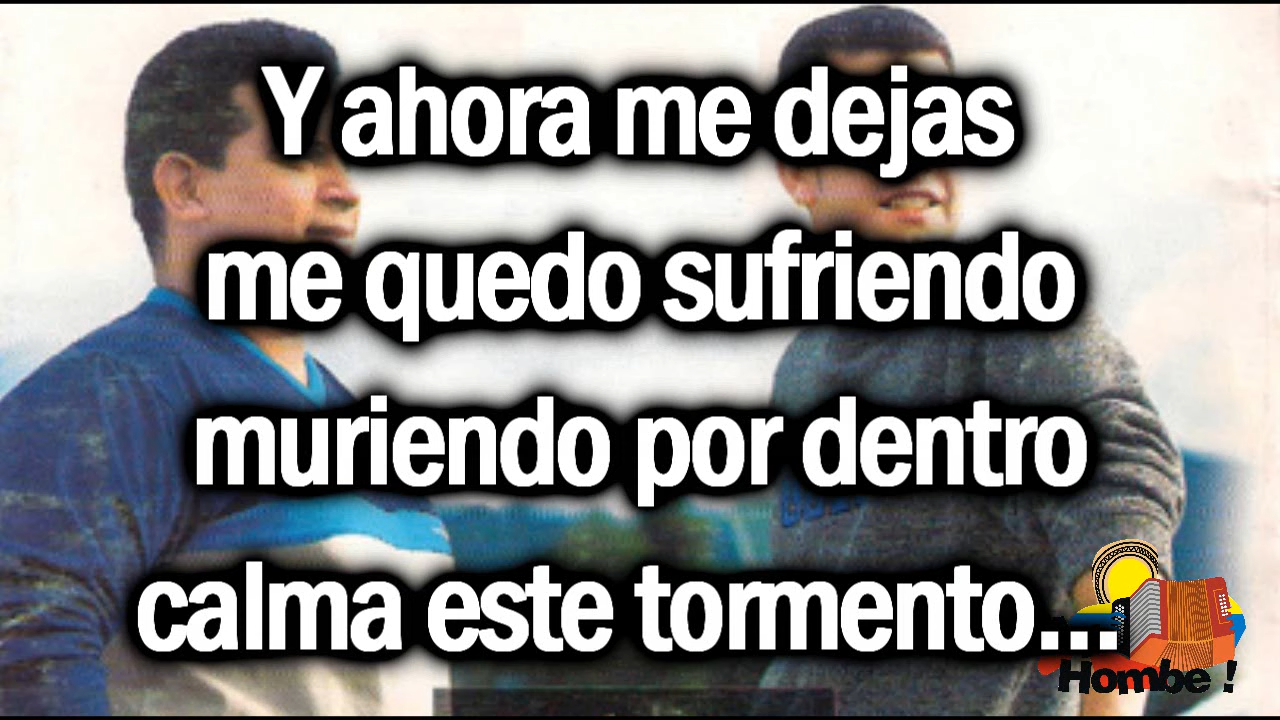 Y ahora me dejas
me quedo sufriendo
muriendo por dentro
calma este tormento...
Hombe !